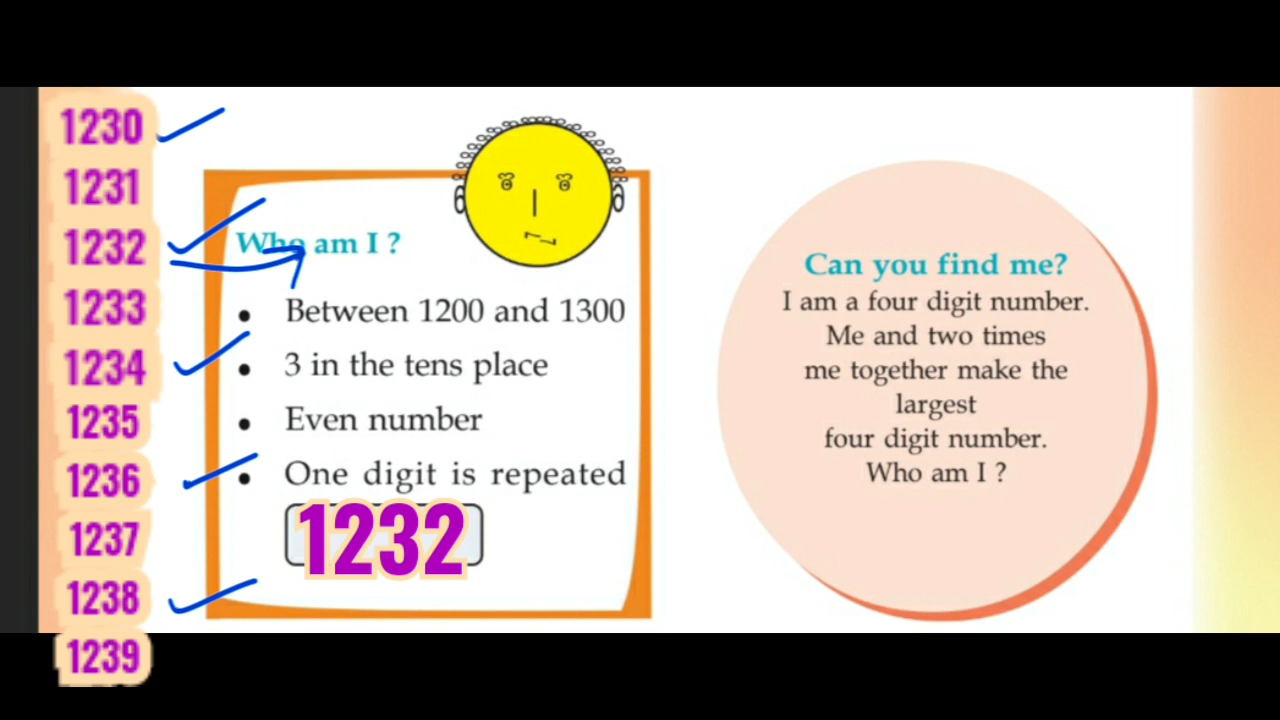 1230
1231
1232
1233
1234
1235
1236
1237
1238
1239
Who am I ?
• Between 1200 and 1300
• 3 in the tens place
• Even number
• One digit is repeated
1232
Can you find me?
I am a four digit number.
Me and two times
me together make the
largest
four digit number.
Who am I ?